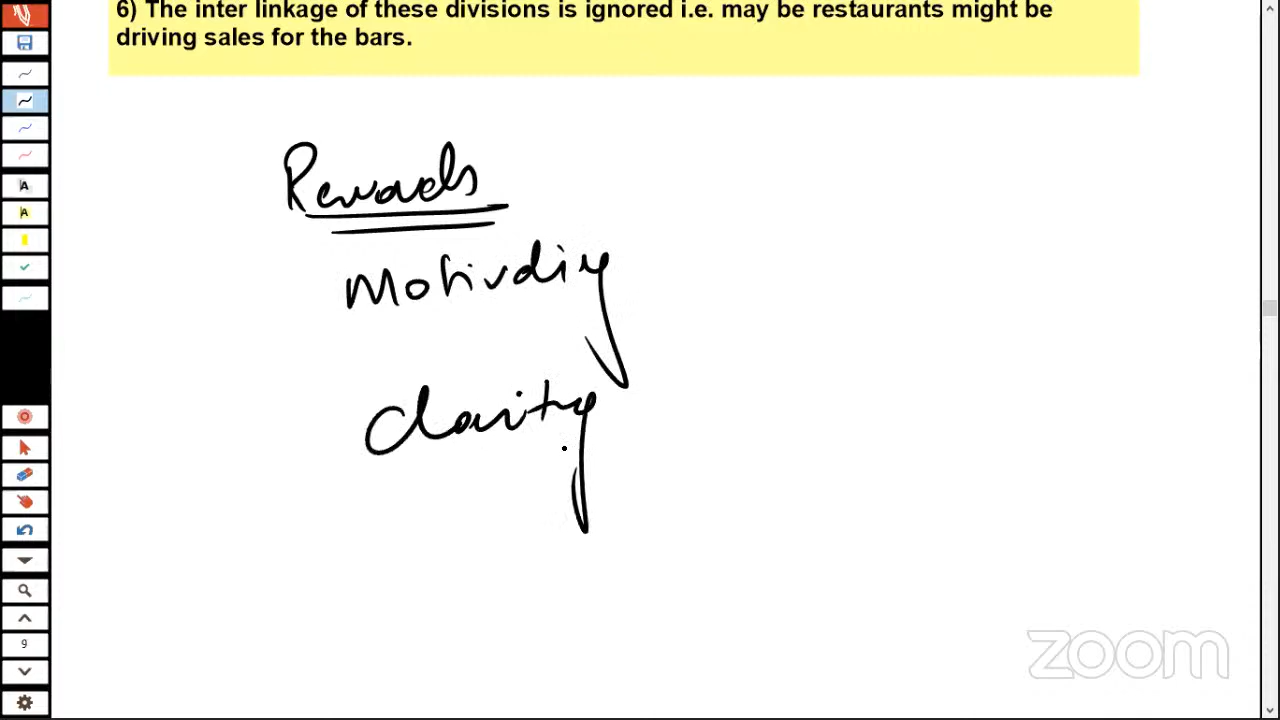 6) The inter linkage of these divisions is ignored i.e. may be restaurants might be
driving sales for the bars.
Rewards
Motivating
Clarity
9
zoom